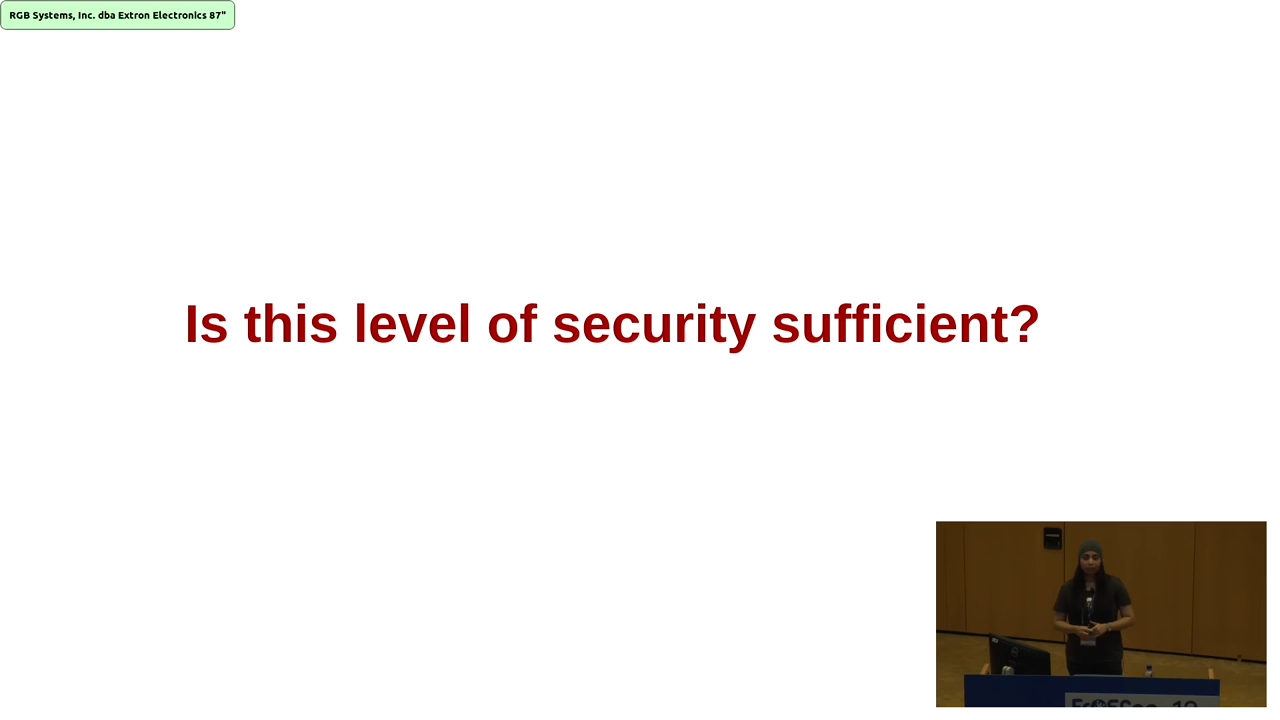 RGB Systems, Inc. dba Extron Electronics 87"
Is this level of security sufficient?